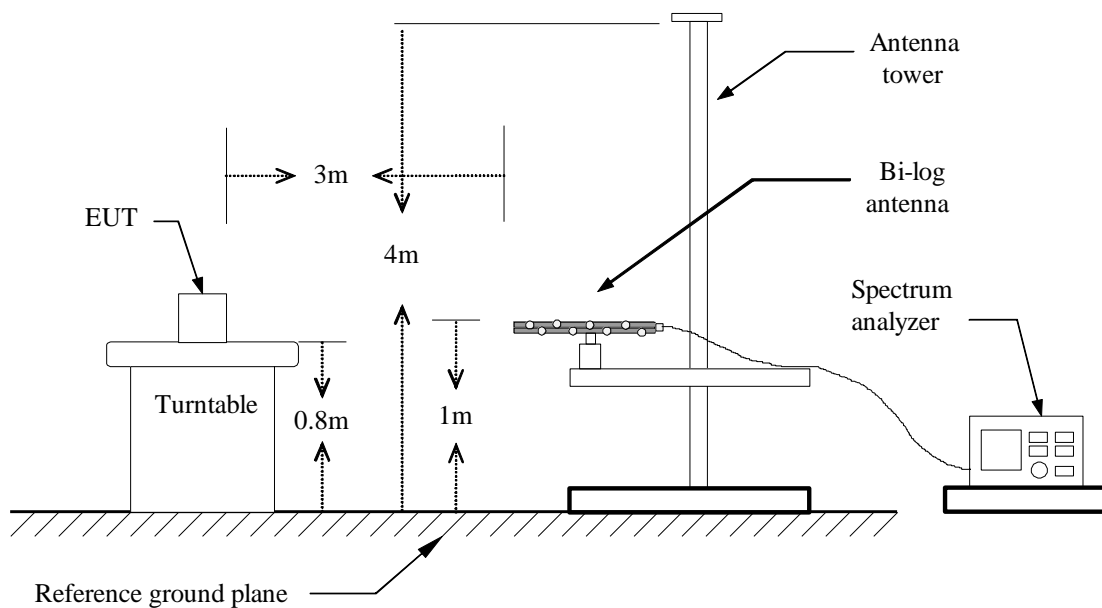 Antenna
tower
3m
Bi-log
antenna
EUT
4m
Spectrum
analyzer
Turntable
0.8m
1m
Reference ground plane